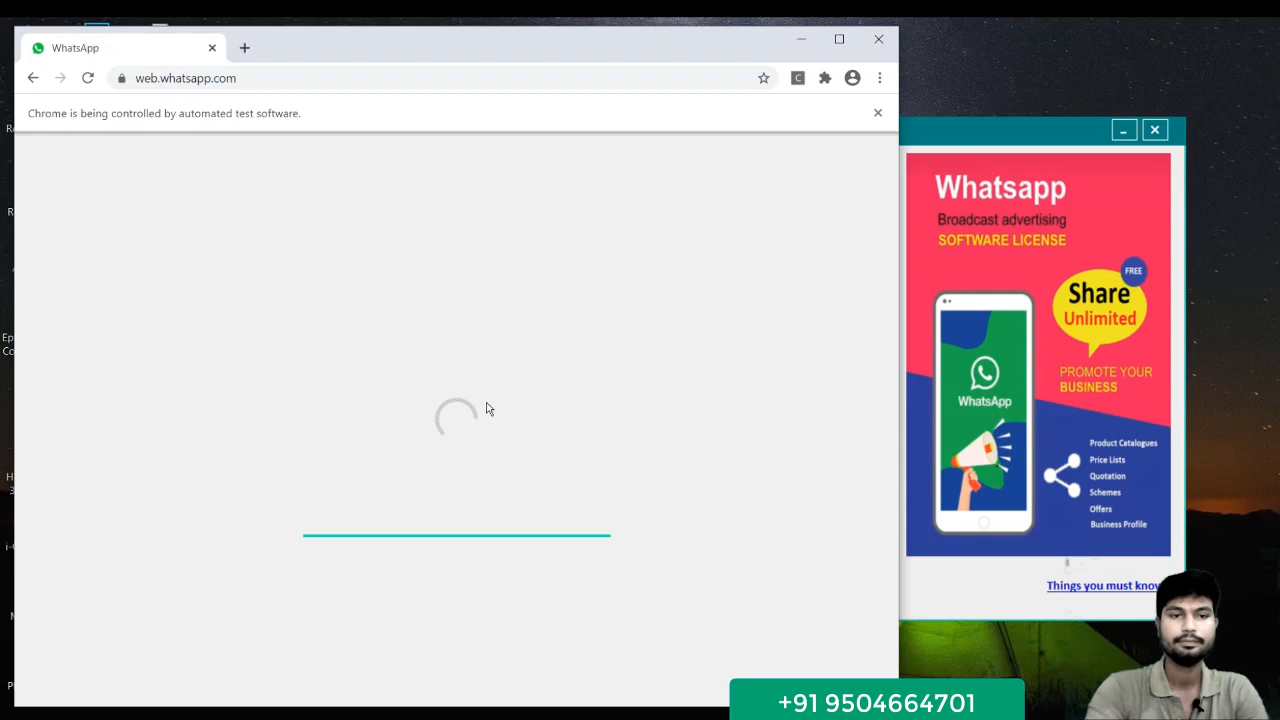 WhatsApp
web.whatsapp.com
C
Chrome is being controlled by automated test software.
Whatsapp
Broadcast advertising
SOFTWARE LICENSE
FREE
Share
Unlimited
PROMOTE YOUR
BUSINESS
WhatsApp
Product Catalogues
Price Lists
Quotation
Schemes
Offers
Business Profile
Things you must
+91 9504664701